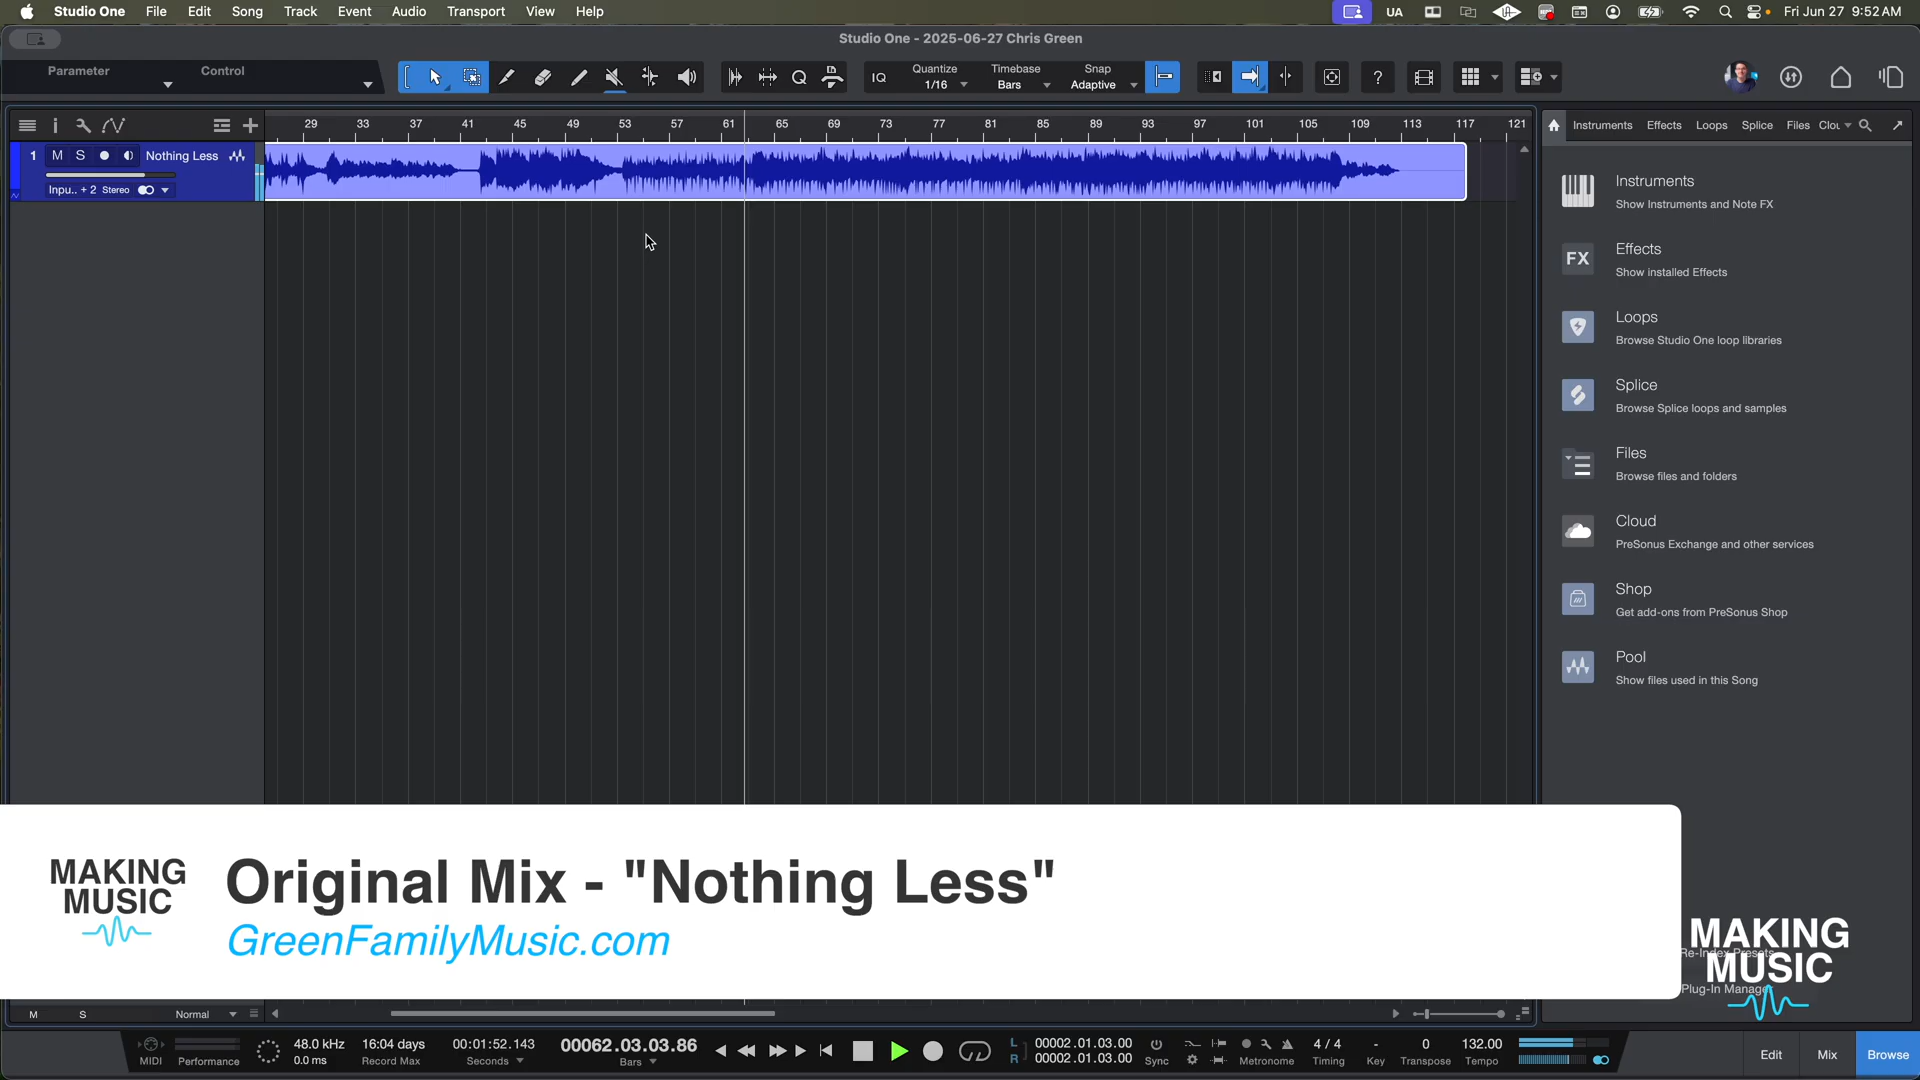 Studio One File Edit Song Track Event Audio Transport View Help
UA
Fri Jun 27 9:52 AM
Studio One - 2025-06-27 Chris Green
Parameter
Control
IQ
Quantize
1/16
Timebase
Bars
Snap
Adaptive
?
29 33 37 41 45 49 53 57 61 65 69 73 77 81 85 89 93 97 101 105 109 113 117 121
Instruments Effects Loops Splice Files Clou
1 M S Nothing Less
Inpu.. + 2 Stereo
Instruments
Show Instruments and Note FX
FX
Effects
Show installed Effects
Loops
Browse Studio One loop libraries
Splice
Browse Splice loops and samples
Files
Browse files and folders
Cloud
PreSonus Exchange and other services
Shop
Get add-ons from PreSonus Shop
Pool
Show files used in this Song
MAKING
MUSIC
Original Mix - "Nothing Less"
GreenFamilyMusic.com
MAKING
MUSIC
Re-Index Presets
Plug-In Manager
M S Normal
MIDI
Performance
48.0 kHz
0.0 ms
16:04 days
Record Max
00:01:52.143
Seconds
00062.03.03.86
Bars
L 00002.01.03.00
R 00002.01.03.00
Sync
Metronome
4 / 4
Timing
-
Key
0
Transpose
132.00
Tempo
Edit
Mix
Browse